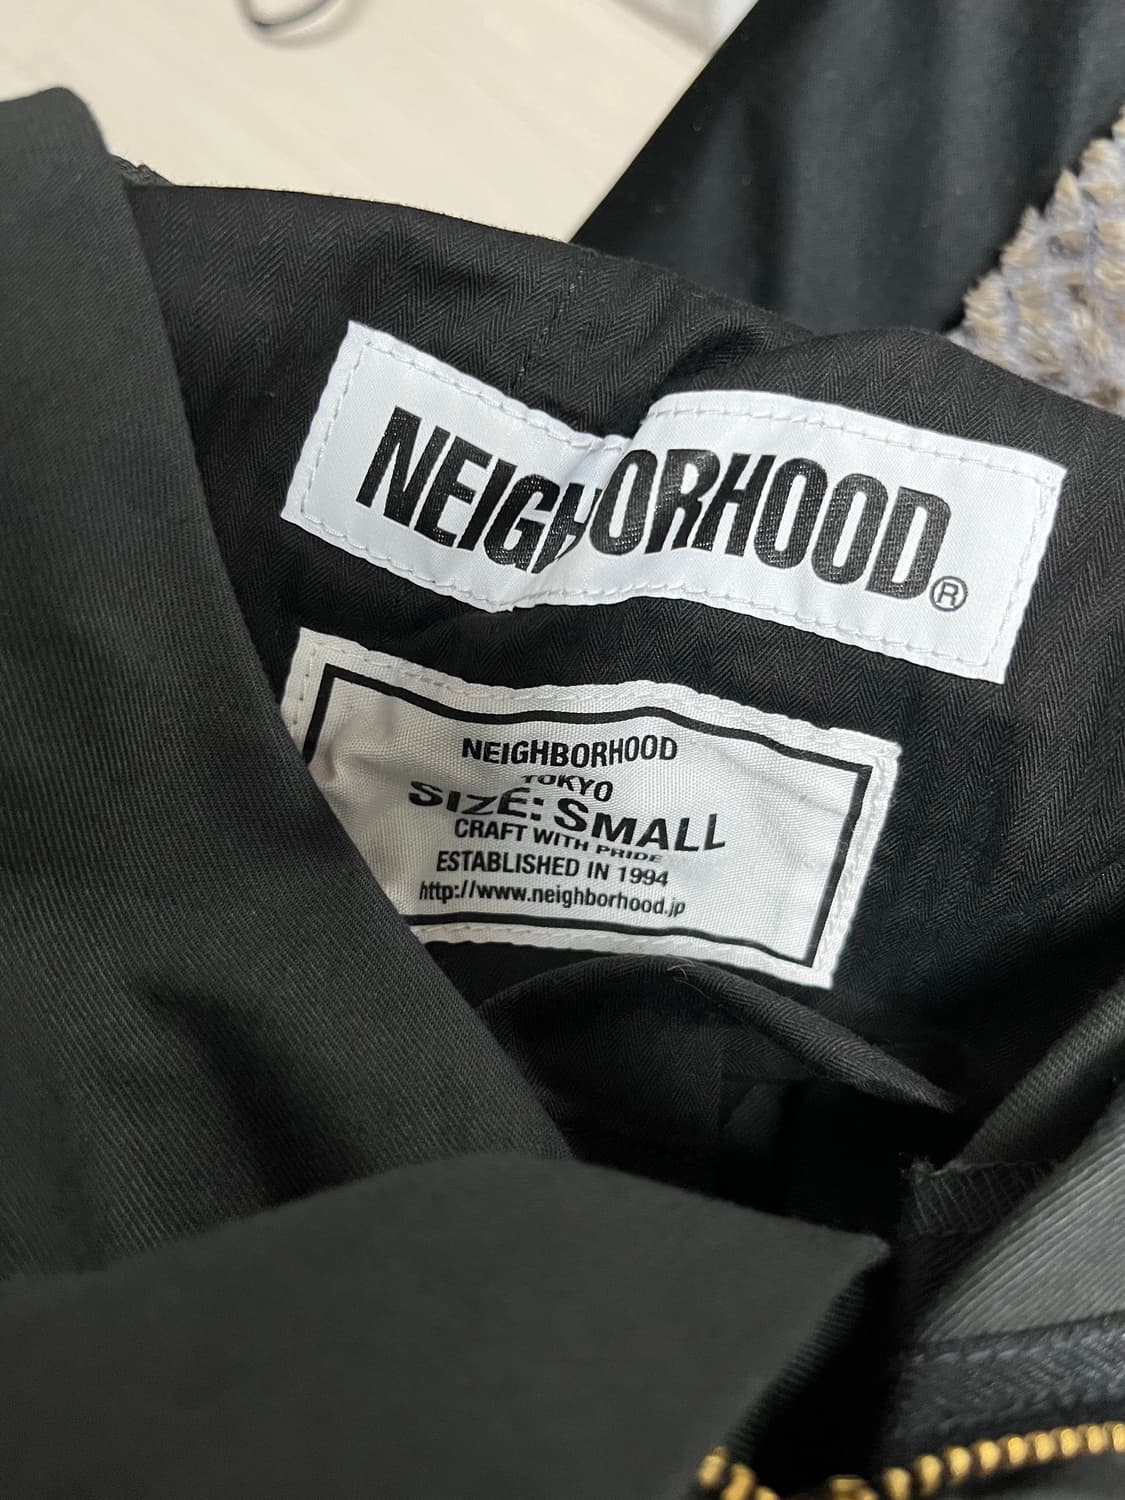 NEIGHBORHOOD®
NEIGHBORHOOD
TOKYO
SIZE: SMALL
CRAFT WITH PRIDE
ESTABLISHED IN 1994
http://www.neighborhood.jp